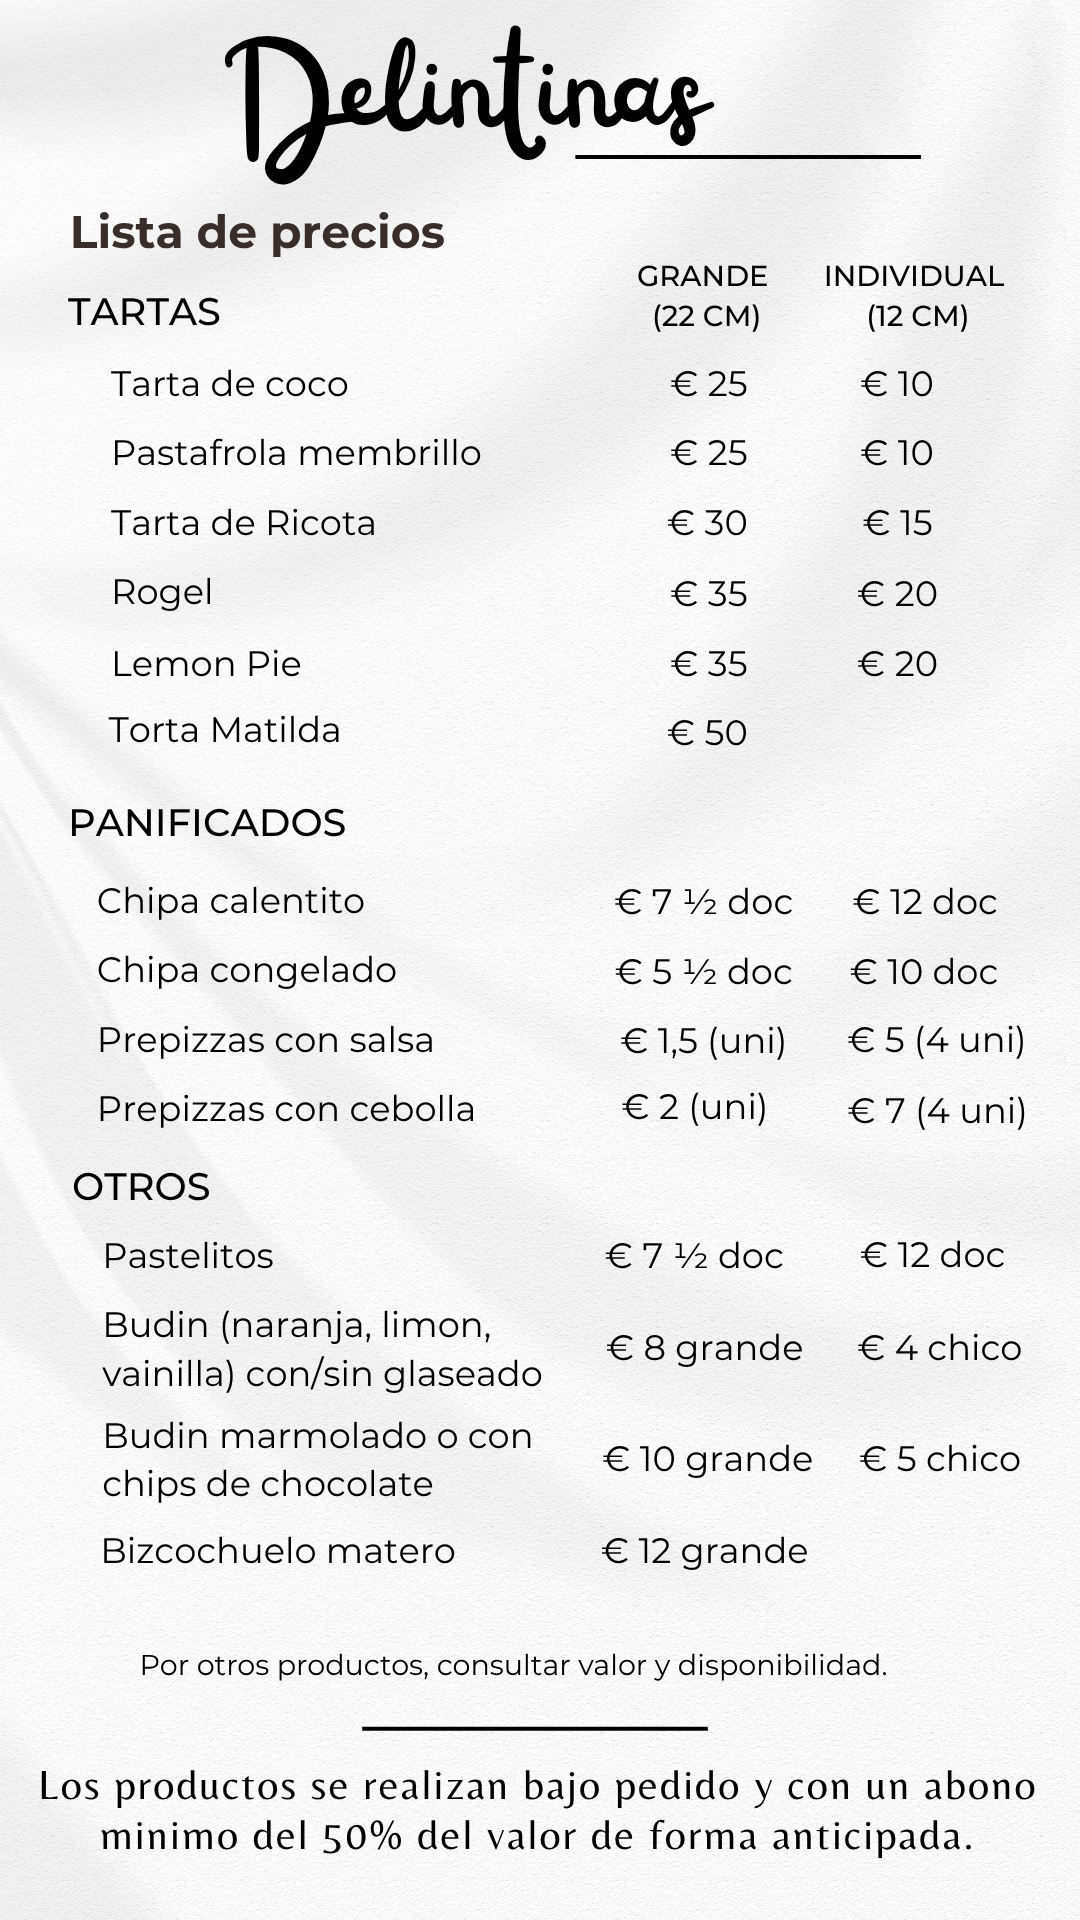 Delintinas
Lista de precios
TARTAS GRANDE (22 CM) INDIVIDUAL (12 CM)
Tarta de coco € 25 € 10
Pastafrola membrillo € 25 € 10
Tarta de Ricota € 30 € 15
Rogel € 35 € 20
Lemon Pie € 35 € 20
Torta Matilda € 50
PANIFICADOS
Chipa calentito € 7 ½ doc € 12 doc
Chipa congelado € 5 ½ doc € 10 doc
Prepizzas con salsa € 1,5 (uni) € 5 (4 uni)
Prepizzas con cebolla € 2 (uni) € 7 (4 uni)
OTROS
Pastelitos € 7 ½ doc € 12 doc
Budin (naranja, limon,
vainilla) con/sin glaseado € 8 grande € 4 chico
Budin marmolado o con
chips de chocolate € 10 grande € 5 chico
Bizcochuelo matero € 12 grande
Por otros productos, consultar valor y disponibilidad.
Los productos se realizan bajo pedido y con un abono
minimo del 50% del valor de forma anticipada.